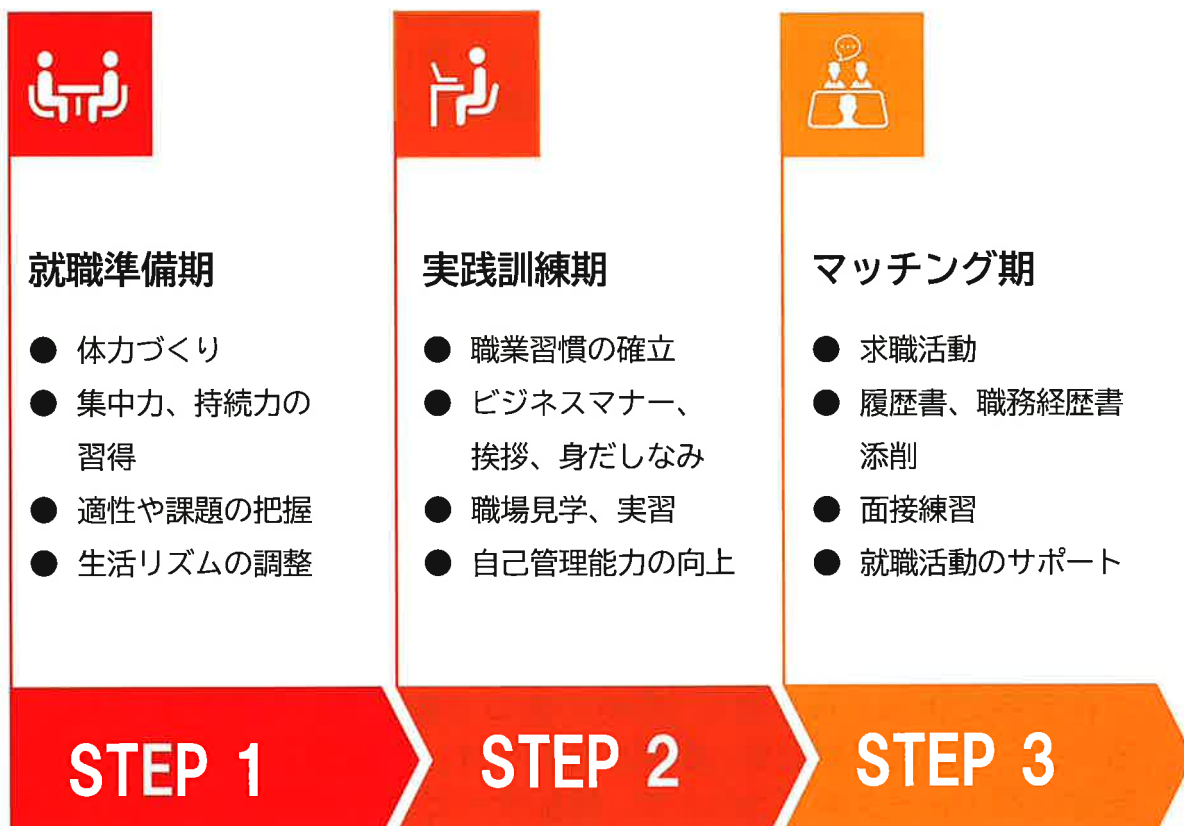 就職準備期
● 体力づくり
● 集中力、持続力の
習得
● 適性や課題の把握
● 生活リズムの調整
STEP 1
実践訓練期
● 職業習慣の確立
● ビジネスマナー、
挨拶、身だしなみ
● 職場見学、実習
● 自己管理能力の向上
STEP 2
マッチング期
● 求職活動
● 履歴書、職務経歴書
添削
● 面接練習
● 就職活動のサポート
STEP 3